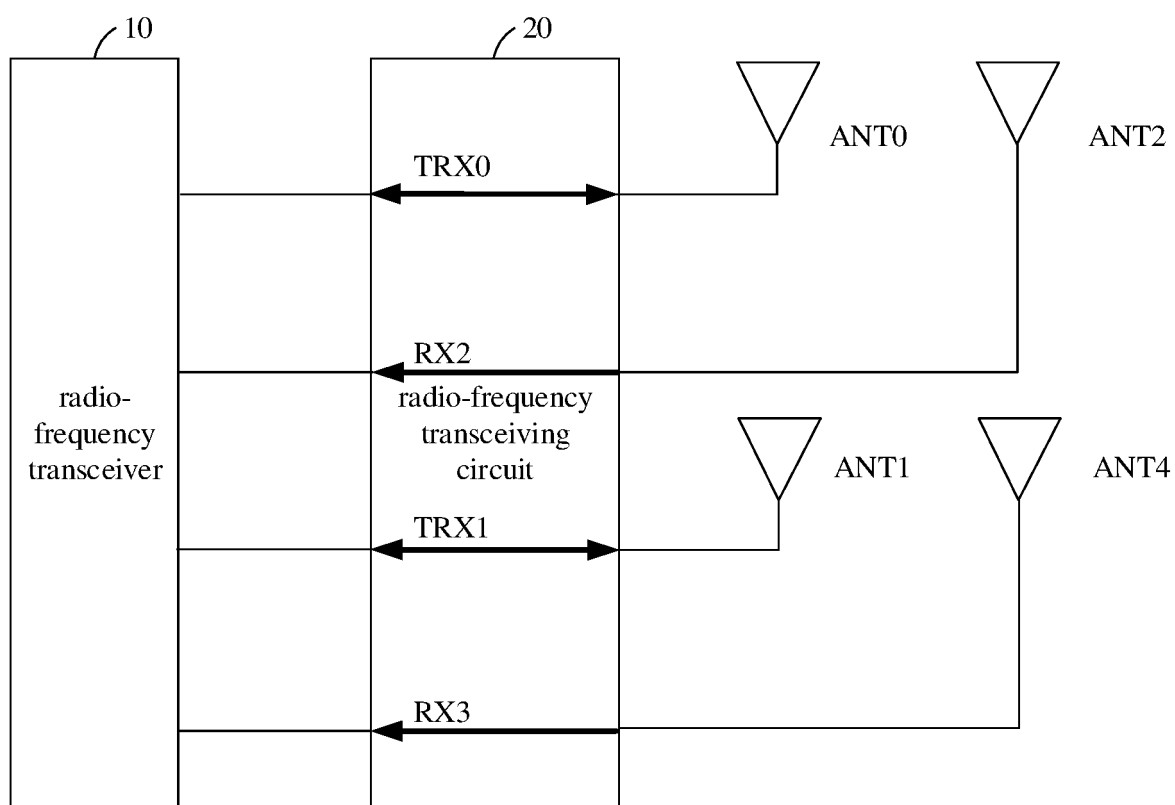 10
20
ANT0
ANT2
TRX0
RX2
radio-
frequency
transceiver
radio-frequency
transceiving
circuit
ANT1
ANT4
TRX1
RX3